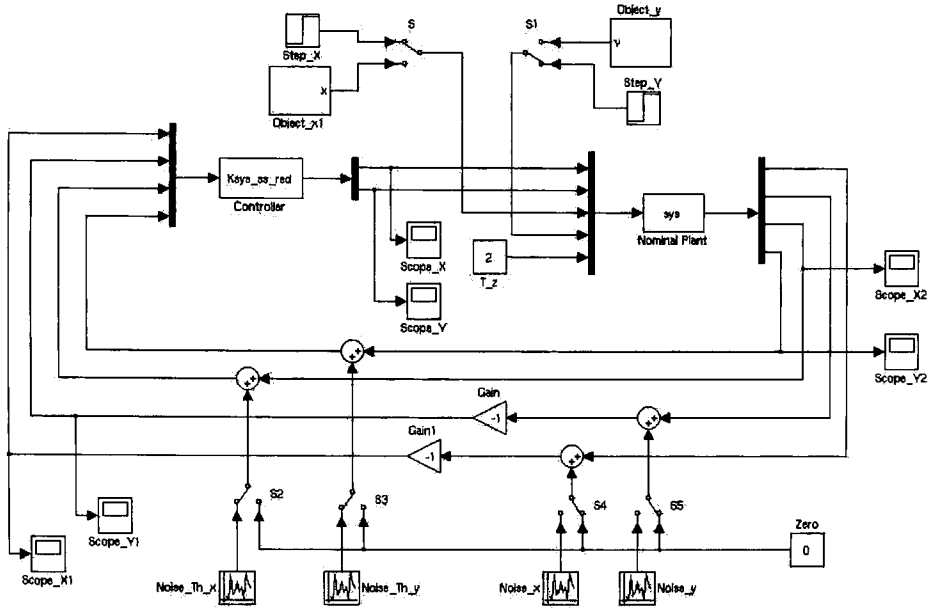 Object_y
S
S1
y
Step_X
x
Step_Y
Object_x1
Ksys_ss_red
Controller
sys
Nominal Plant
2
T_z
Scope_X
Scope_Y
Scope_X2
Scope_Y2
++
++
Gain
-1
++
Gain1
-1
++
S2
S3
S4
S5
Scope_Y1
Scope_X1
Zero
0
Noise_Th_x
Noise_Th_y
Noise_x
Noise_y